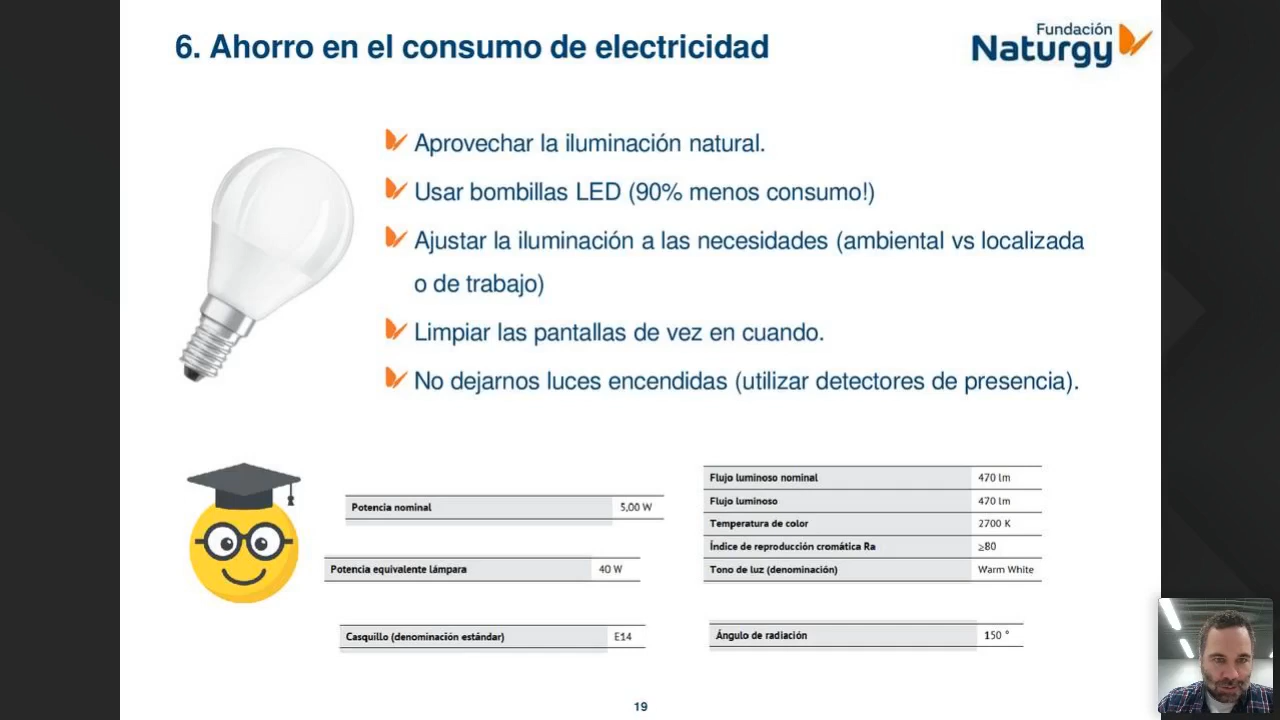 6. Ahorro en el consumo de electricidad
Fundación
Naturgy
Aprovechar la iluminación natural.
Usar bombillas LED (90% menos consumo!)
Ajustar la iluminación a las necesidades (ambiental vs localizada
o de trabajo)
Limpiar las pantallas de vez en cuando.
No dejarnos luces encendidas (utilizar detectores de presencia).
Potencia nominal 5,00 W
Potencia equivalente lámpara 40 W
Casquillo (denominación estándar) E14
Flujo luminoso nominal 470 lm
Flujo luminoso 470 lm
Temperatura de color 2700 K
Índice de reproducción cromática Ra ≥80
Tono de luz (denominación) Warm White
Ángulo de radiación 150 °
19